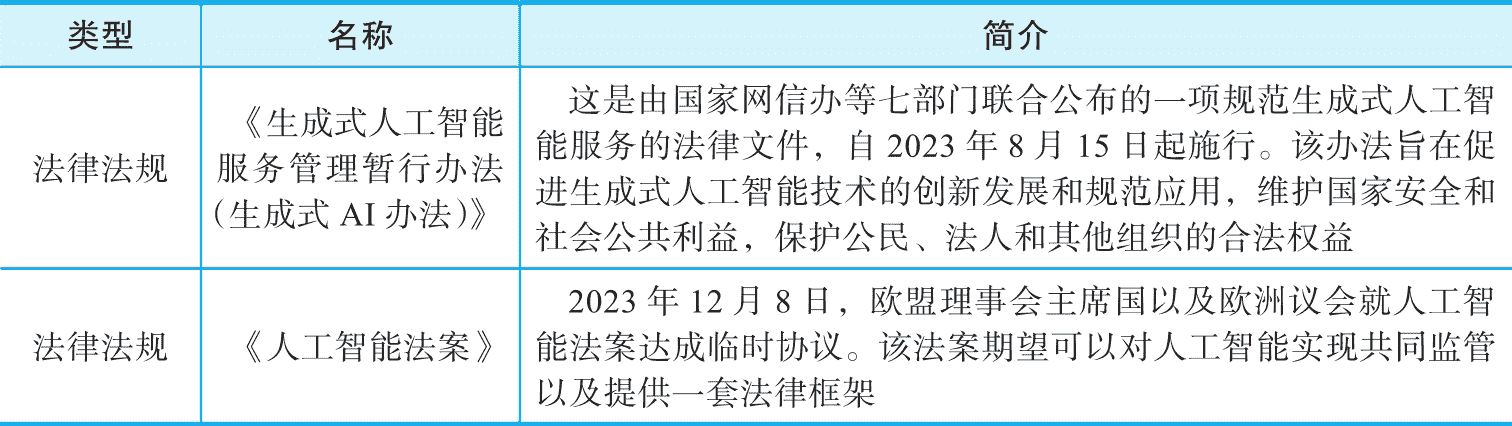 类型 名称 简介
法律法规
《生成式人工智能
服务管理暂行办法
（生成式 AI 办法）》
这是由国家网信办等七部门联合公布的一项规范生成式人工智
能服务的法律文件，自 2023 年 8 月 15 日起施行。该办法旨在促
进生成式人工智能技术的创新发展和规范应用，维护国家安全和
社会公共利益，保护公民、法人和其他组织的合法权益
法律法规
《人工智能法案》
2023 年 12 月 8 日，欧盟理事会主席国以及欧洲议会就人工智
能法案达成临时协议。该法案期望可以对人工智能实现共同监管
以及提供一套法律框架